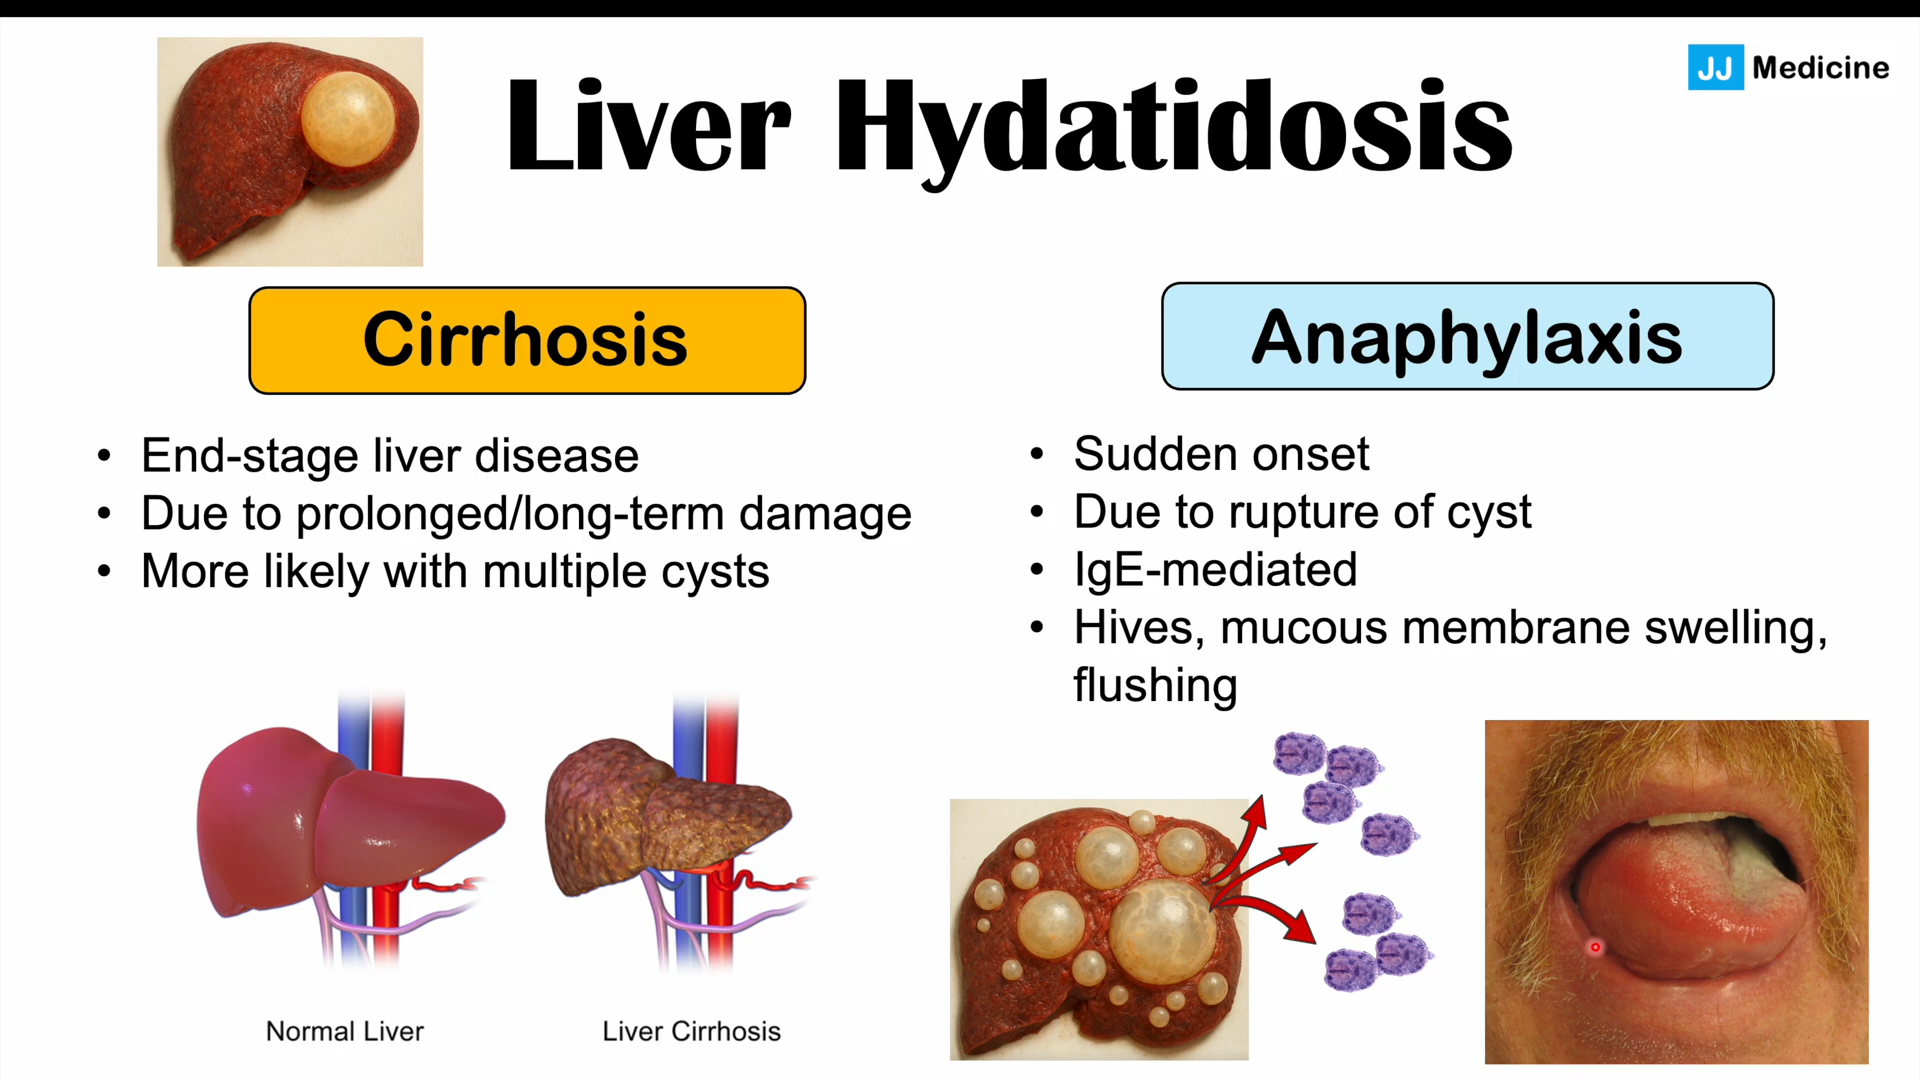 JJ Medicine
Liver Hydatidosis
Cirrhosis
• End-stage liver disease
• Due to prolonged/long-term damage
• More likely with multiple cysts
Normal Liver
Liver Cirrhosis
Anaphylaxis
• Sudden onset
• Due to rupture of cyst
• IgE-mediated
• Hives, mucous membrane swelling,
flushing